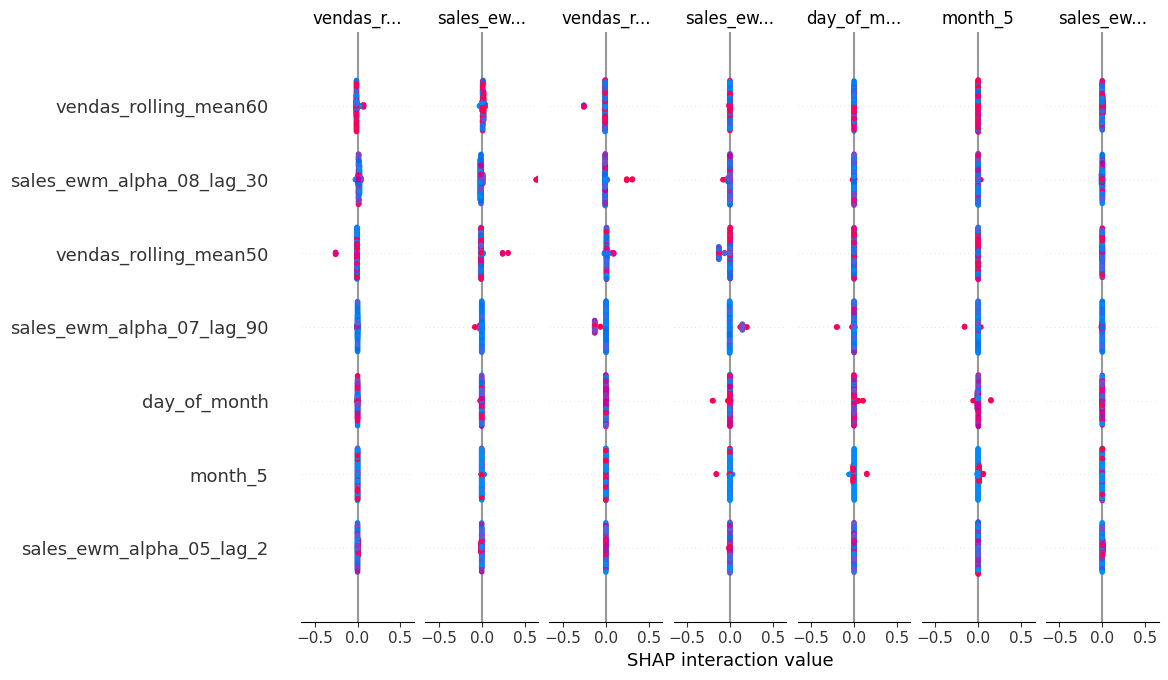 vendas_r... sales_ew... vendas_r... sales_ew... day_of_m... month_5 sales_ew...
vendas_rolling_mean60
sales_ewm_alpha_08_lag_30
vendas_rolling_mean50
sales_ewm_alpha_07_lag_90
day_of_month
month_5
sales_ewm_alpha_05_lag_2
−0.5 0.0 0.5 −0.5 0.0 0.5 −0.5 0.0 0.5 −0.5 0.0 0.5 −0.5 0.0 0.5 −0.5 0.0 0.5 −0.5 0.0 0.5
SHAP interaction value